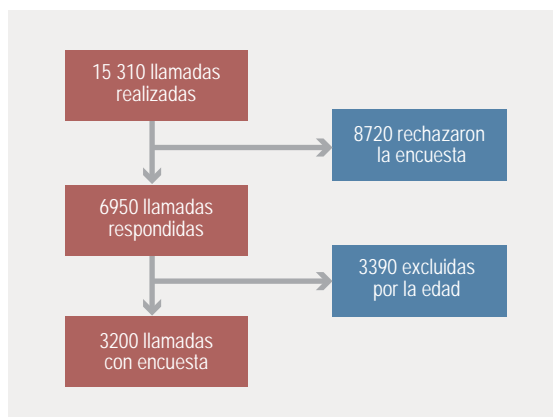 15 310 llamadas
realizadas
8720 rechazaron
la encuesta
6950 llamadas
respondidas
3390 excluidas
por la edad
3200 llamadas
con encuesta